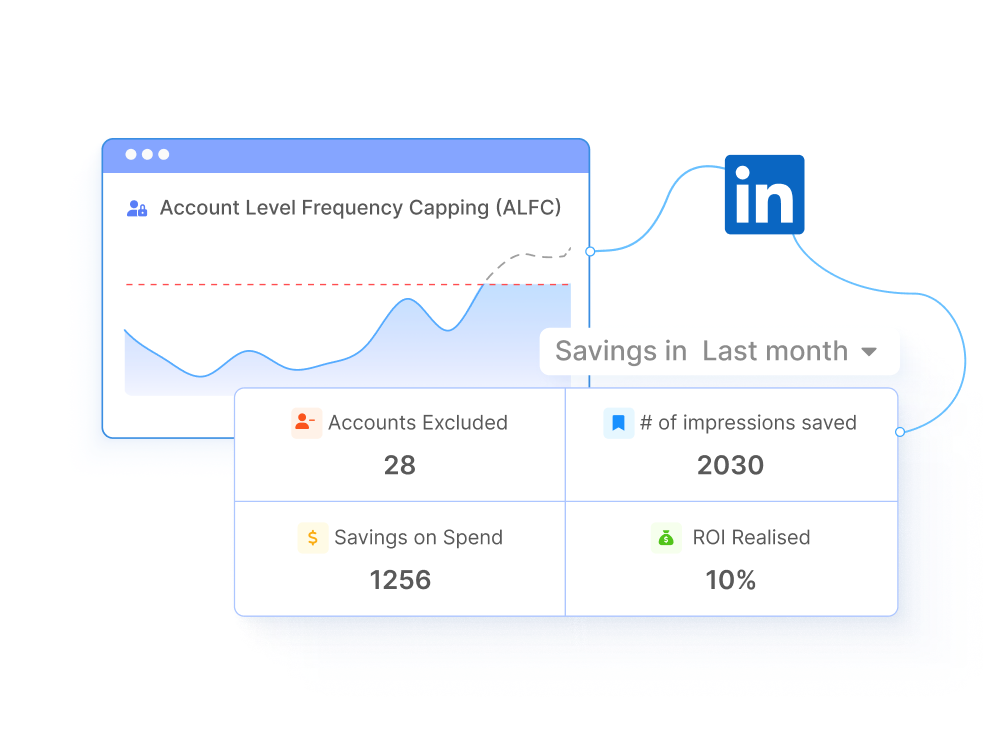 Account Level Frequency Capping (ALFC)
in
Savings in Last month
Accounts Excluded
28
# of impressions saved
2030
Savings on Spend
1256
ROI Realised
10%